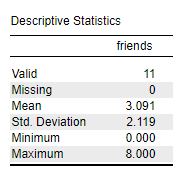 Descriptive Statistics
friends
Valid 11
Missing 0
Mean 3.091
Std. Deviation 2.119
Minimum 0.000
Maximum 8.000